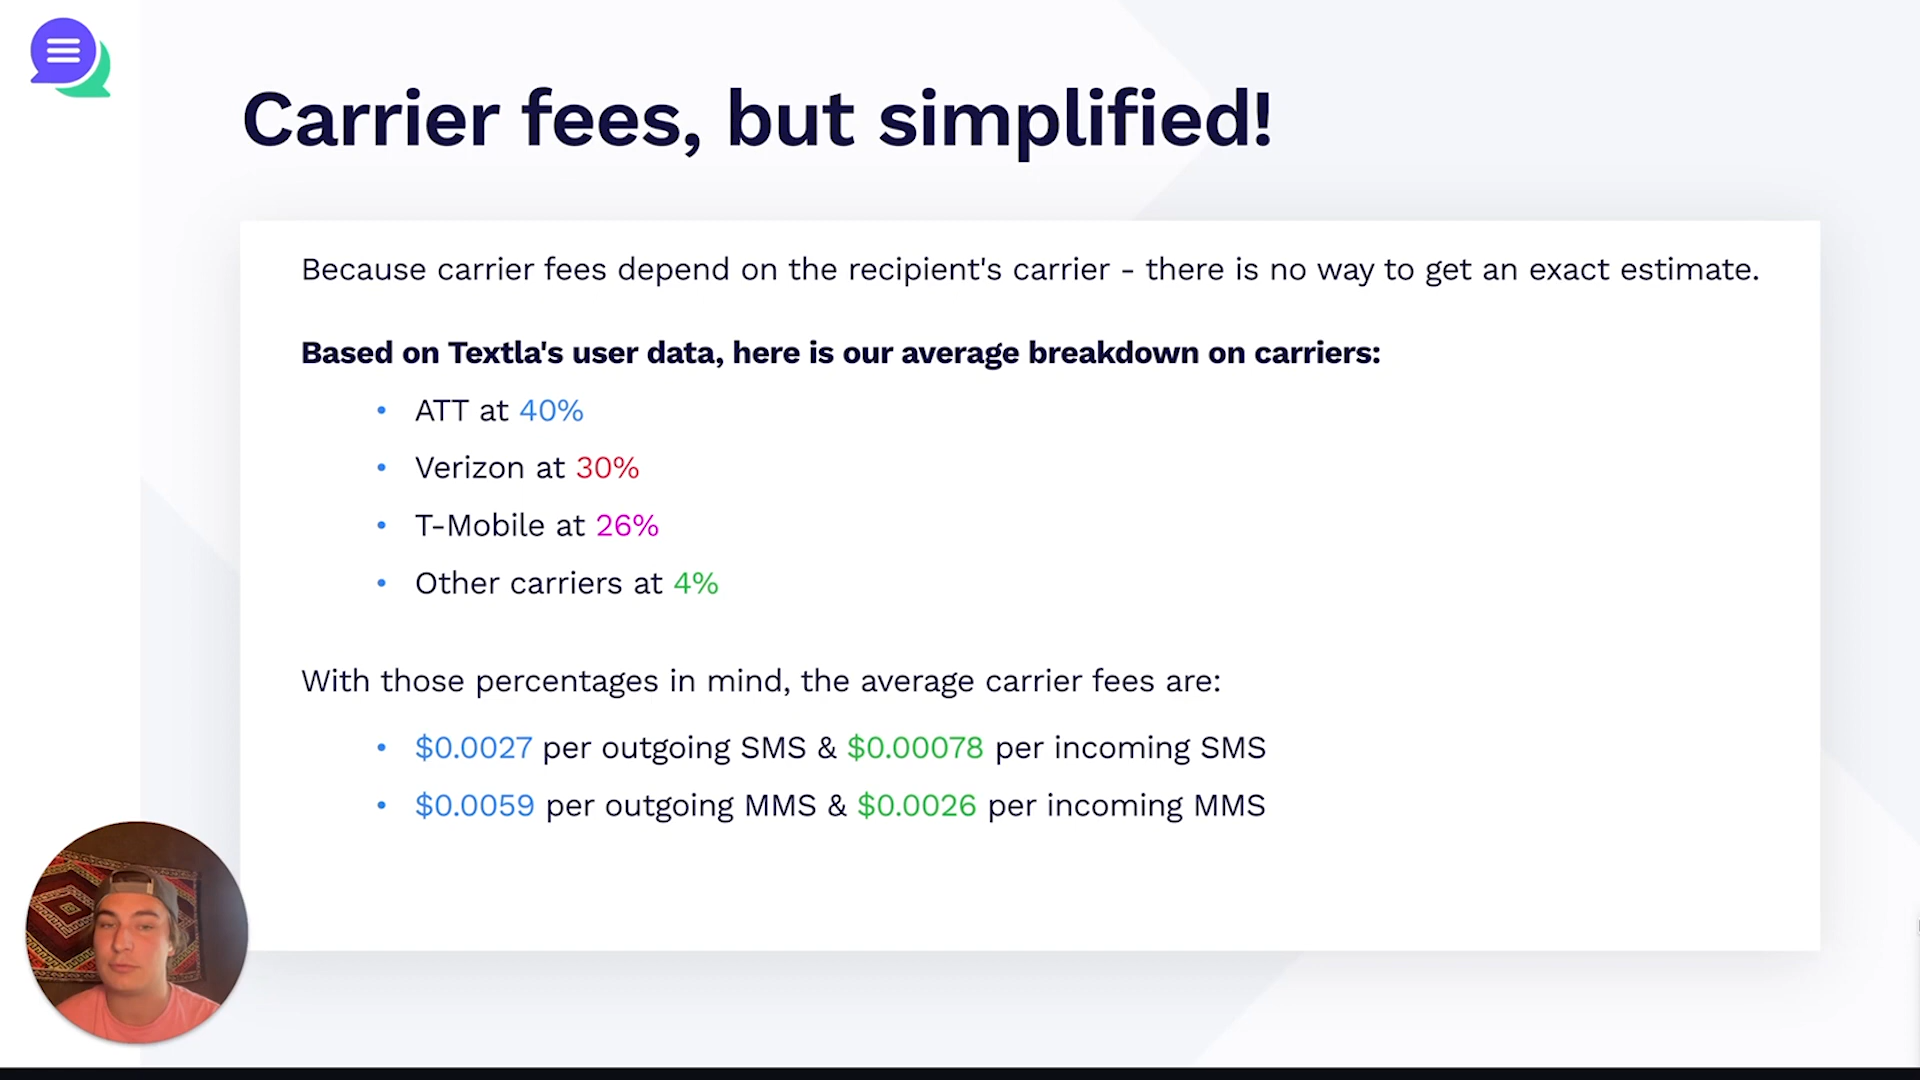 Carrier fees, but simplified!
Because carrier fees depend on the recipient's carrier - there is no way to get an exact estimate.
Based on Textla's user data, here is our average breakdown on carriers:
• ATT at 40%
• Verizon at 30%
• T-Mobile at 26%
• Other carriers at 4%
With those percentages in mind, the average carrier fees are:
• $0.0027 per outgoing SMS & $0.00078 per incoming SMS
• $0.0059 per outgoing MMS & $0.0026 per incoming MMS